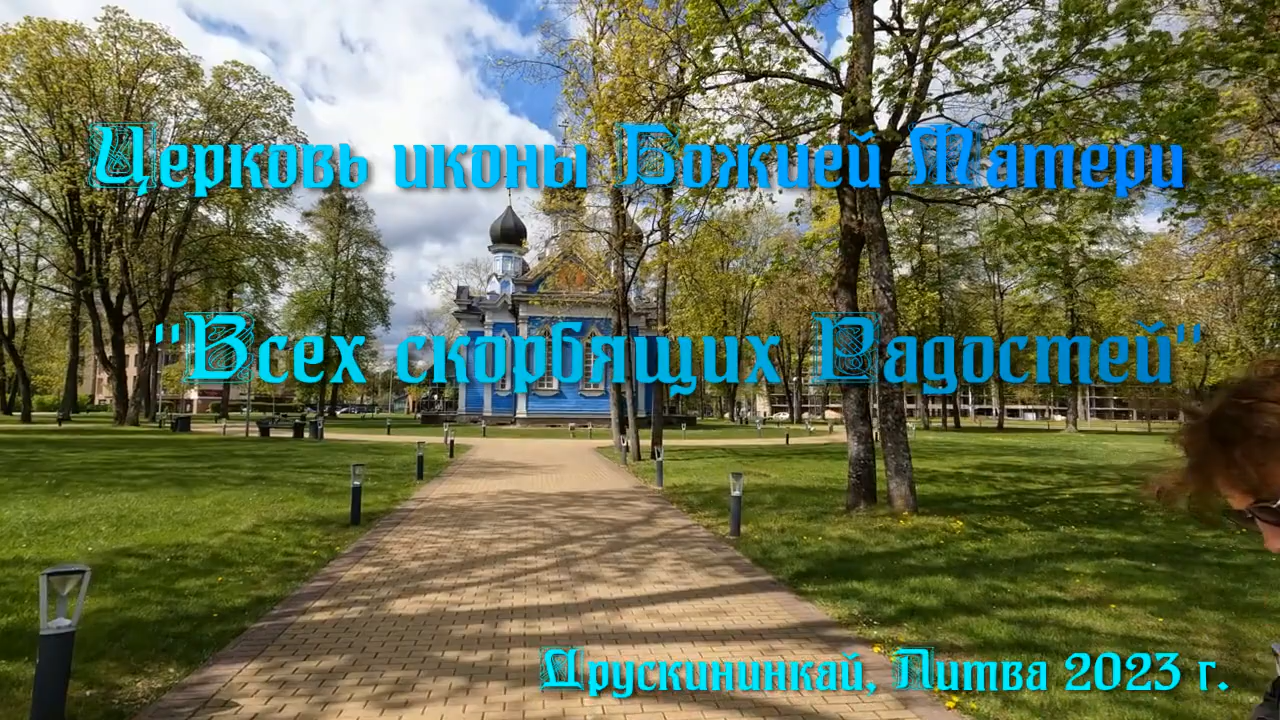 Церковь иконы Божией Матери
"Всех скорбящих Радостей"
Друскининкай, Литва 2023 г.